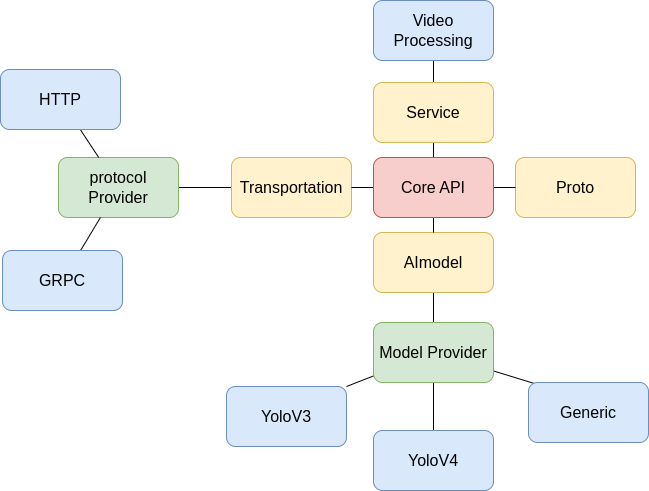 Video
Processing
HTTP
Service
protocol
Provider
Transportation
Core API
Proto
GRPC
AImodel
Model Provider
YoloV3
Generic
YoloV4